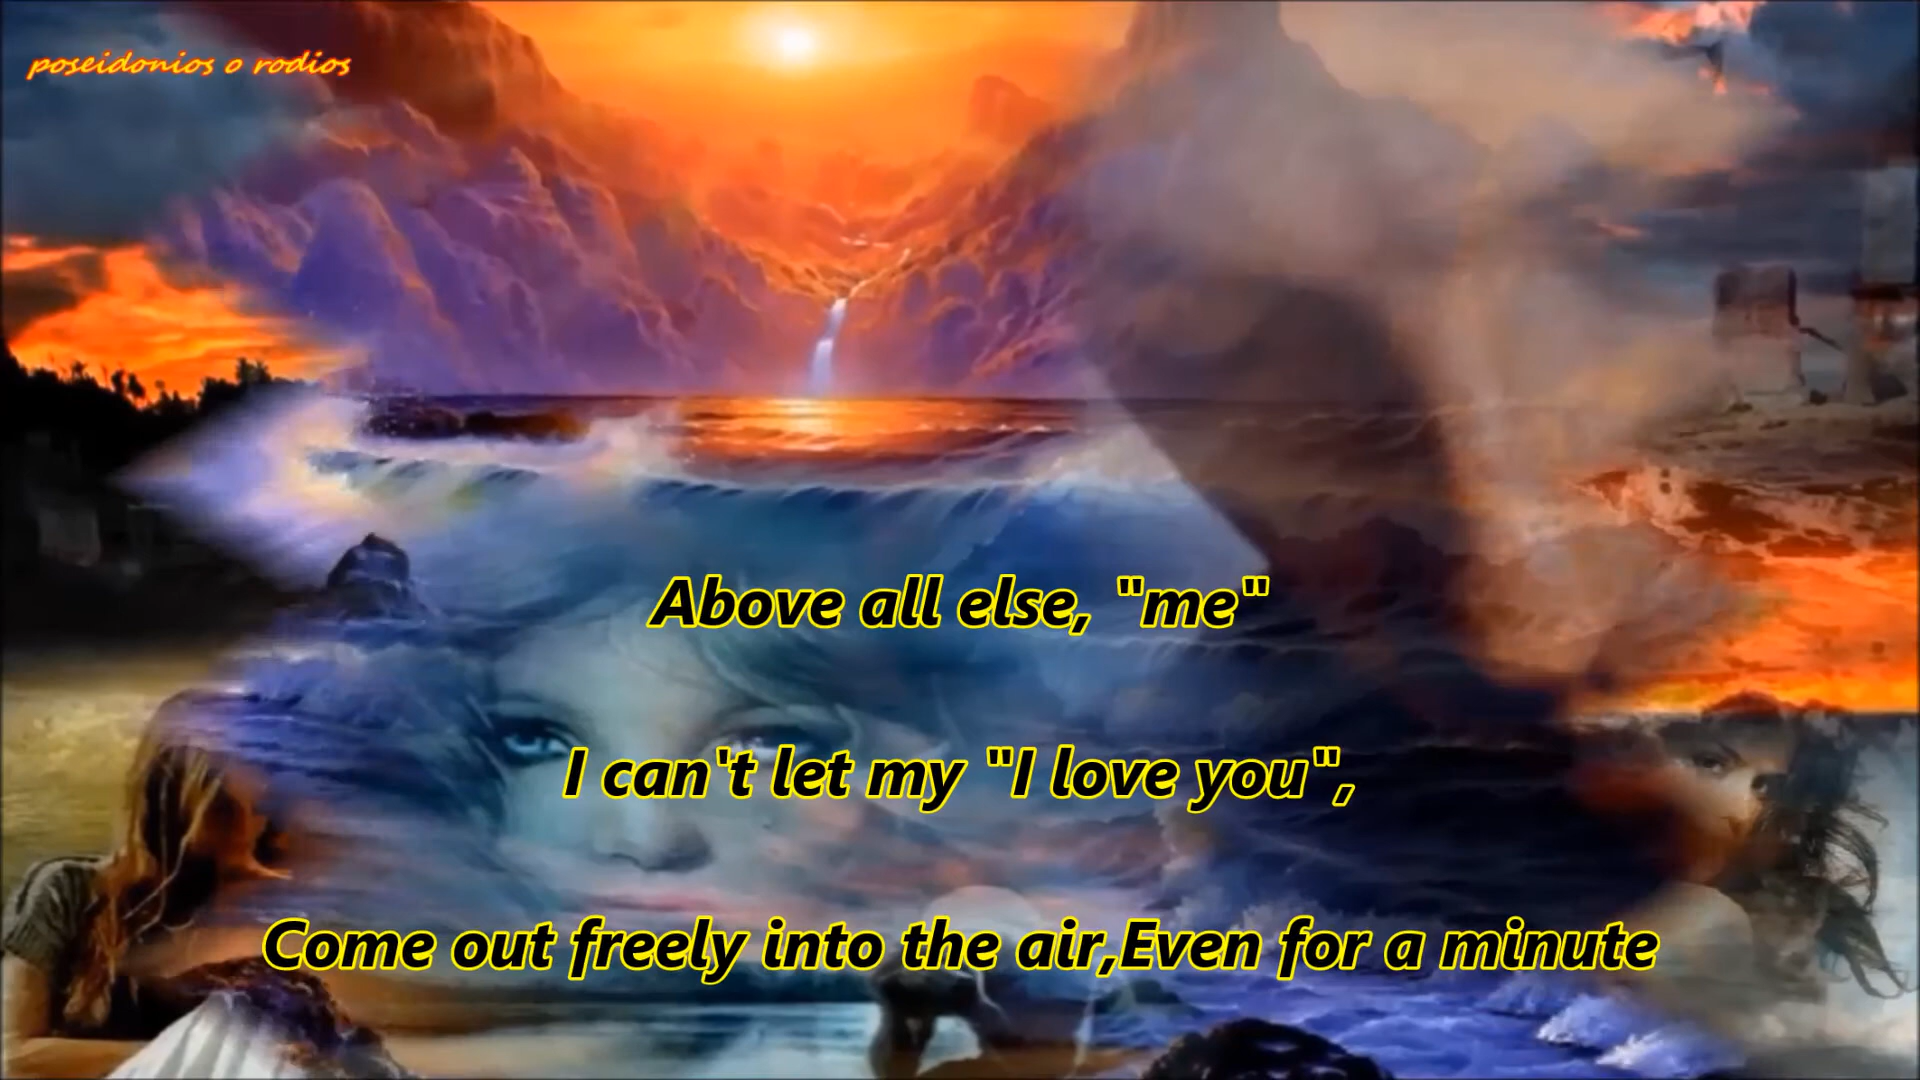 poseidonios o rodios
Above all else, "me"
I can't let my "I love you",
Come out freely into the air,Even for a minute